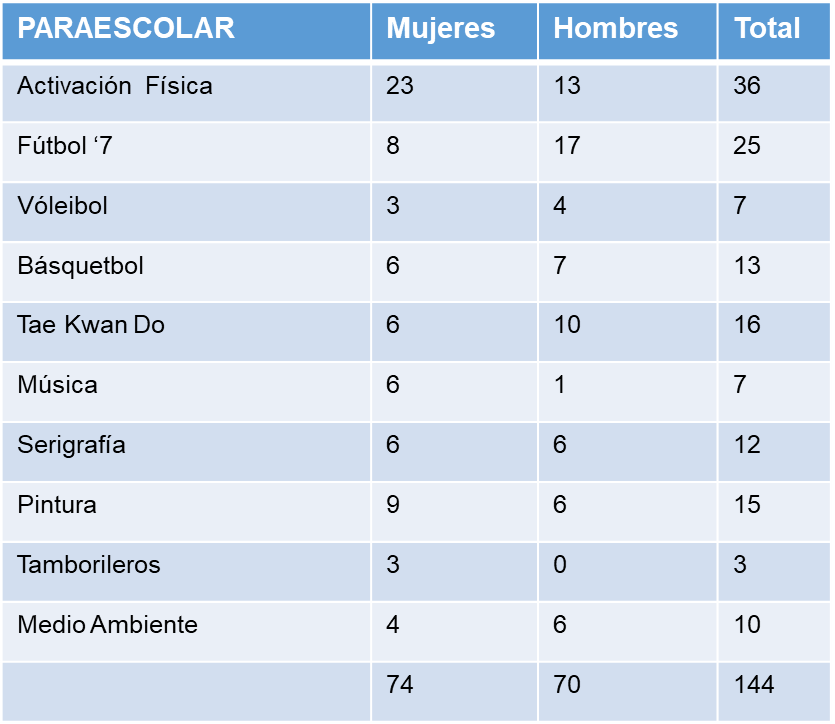 PARAESCOLAR Mujeres Hombres Total
Activación Física 23 13 36
Fútbol ‘7 8 17 25
Vóleibol 3 4 7
Básquetbol 6 7 13
Tae Kwan Do 6 10 16
Música 6 1 7
Serigrafía 6 6 12
Pintura 9 6 15
Tamborileros 3 0 3
Medio Ambiente 4 6 10
74 70 144